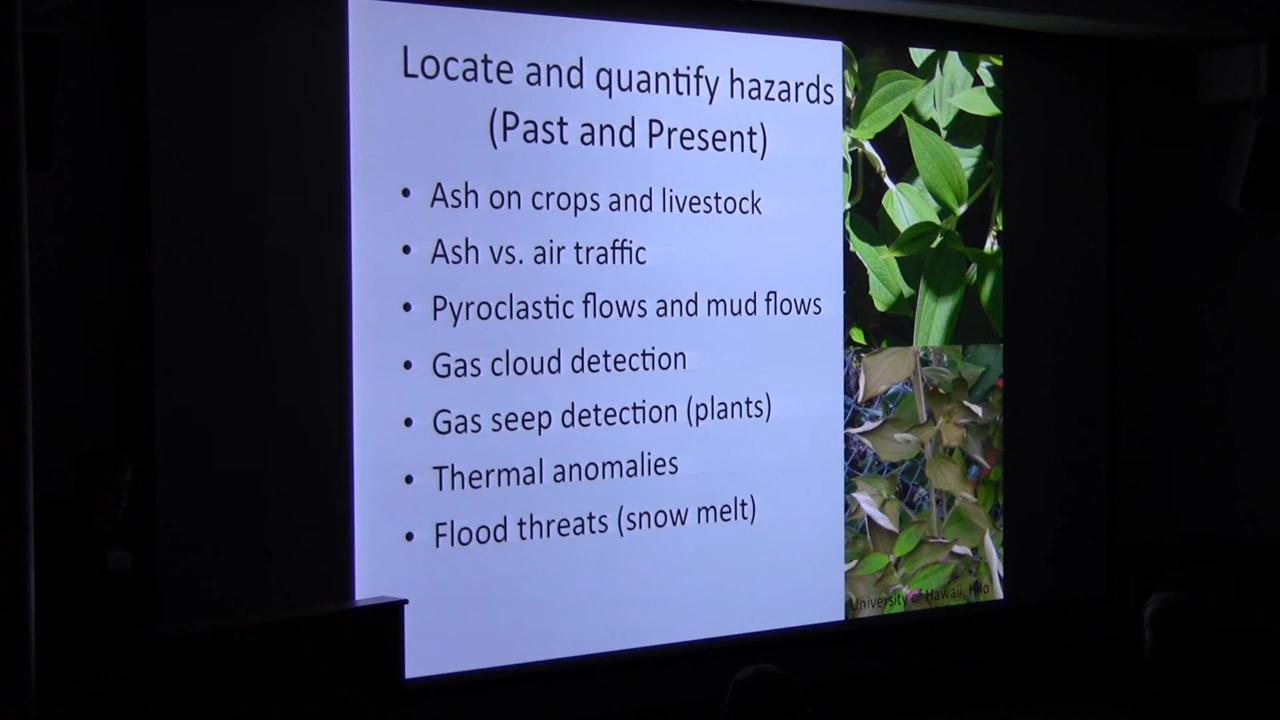 Locate and quantify hazards
(Past and Present)
• Ash on crops and livestock
• Ash vs. air traffic
• Pyroclastic flows and mud flows
• Gas cloud detection
• Gas seep detection (plants)
• Thermal anomalies
• Flood threats (snow melt)
University of Hawaii, Hilo